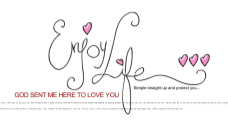 Enjoy
Life
Simple straight up and protect you...
GOD SENT ME HERE TO LOVE YOU